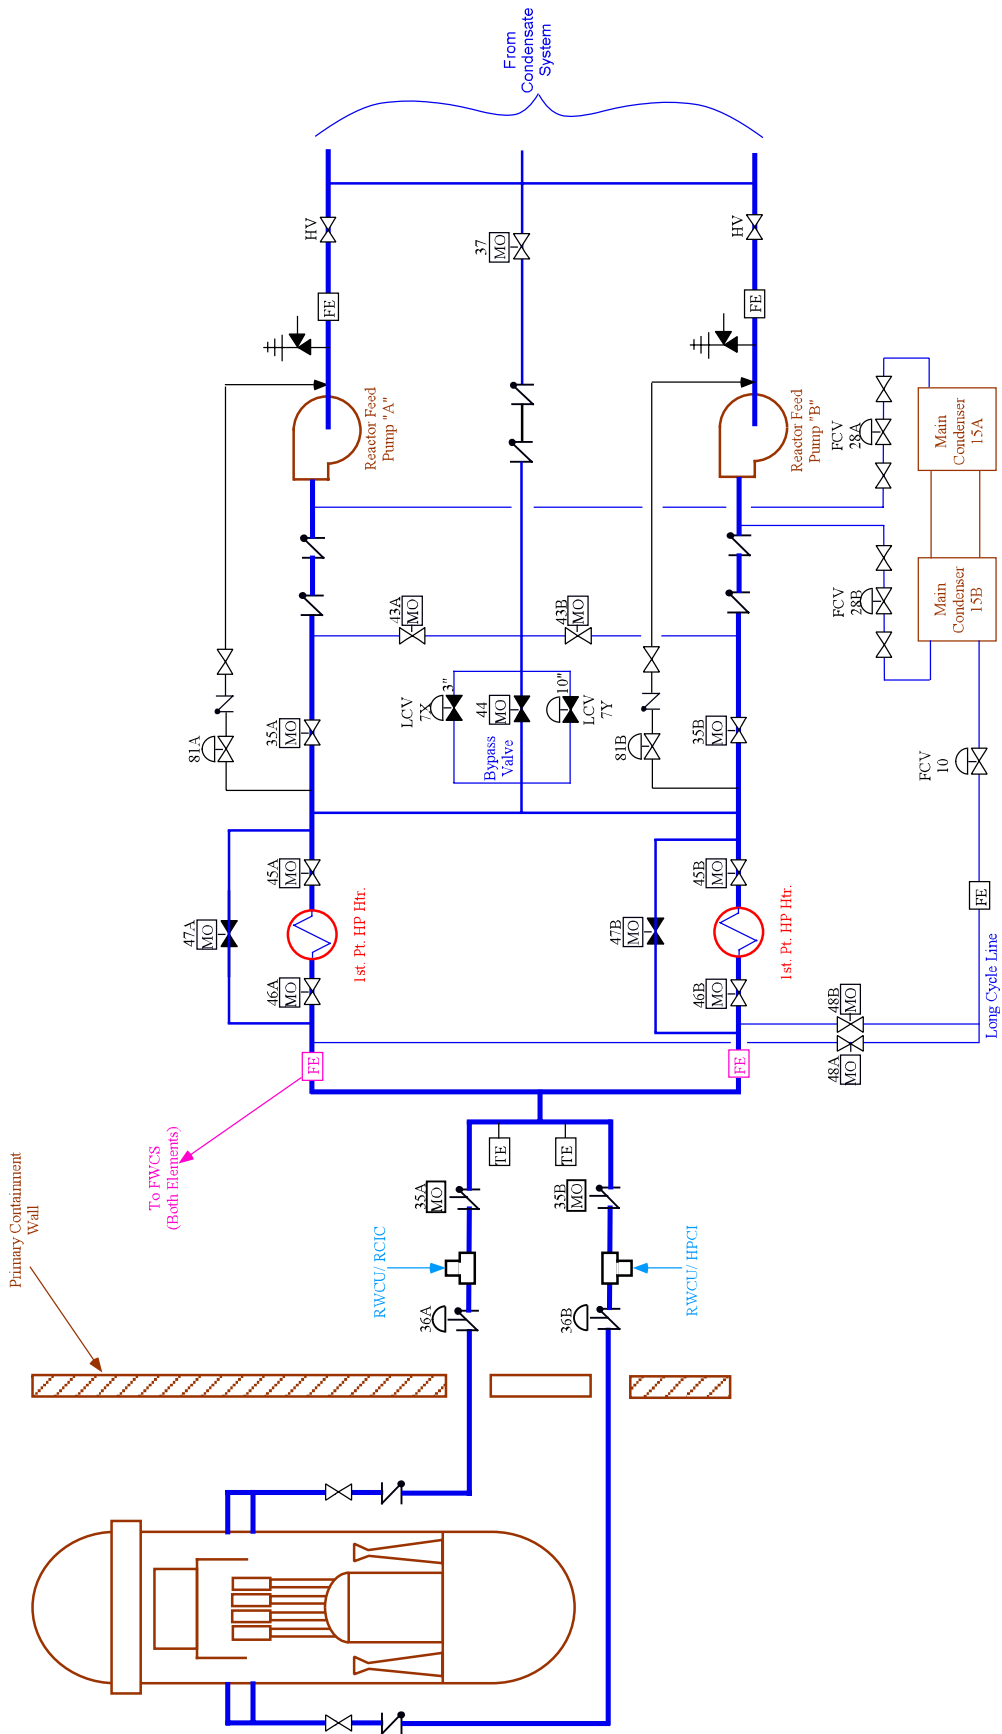 From
Condensate
System
HV
37
MO
HV
FE
FE
Reactor Feed
Pump "A"
Reactor Feed
Pump "B"
FCV
28A
Main
Condenser
15A
FCV
28B
Main
Condenser
15B
43A
MO
43B
MO
81A
35A
MO
LCV
7X
3"
44
MO
Bypass
Valve
10"
LCV
7Y
81B
35B
MO
FCV
10
47A
MO
45A
MO
1st. Pt. HP Htr.
46A
MO
47B
MO
45B
MO
1st. Pt. HP Htr.
46B
MO
FE
48B
MO
48A
MO
Long Cycle Line
FE
FE
To FWCS
(Both Elements)
TE
TE
35A
MO
35B
MO
RWCU/ RCIC
RWCU/ HPCI
36A
36B
Primary Containment
Wall